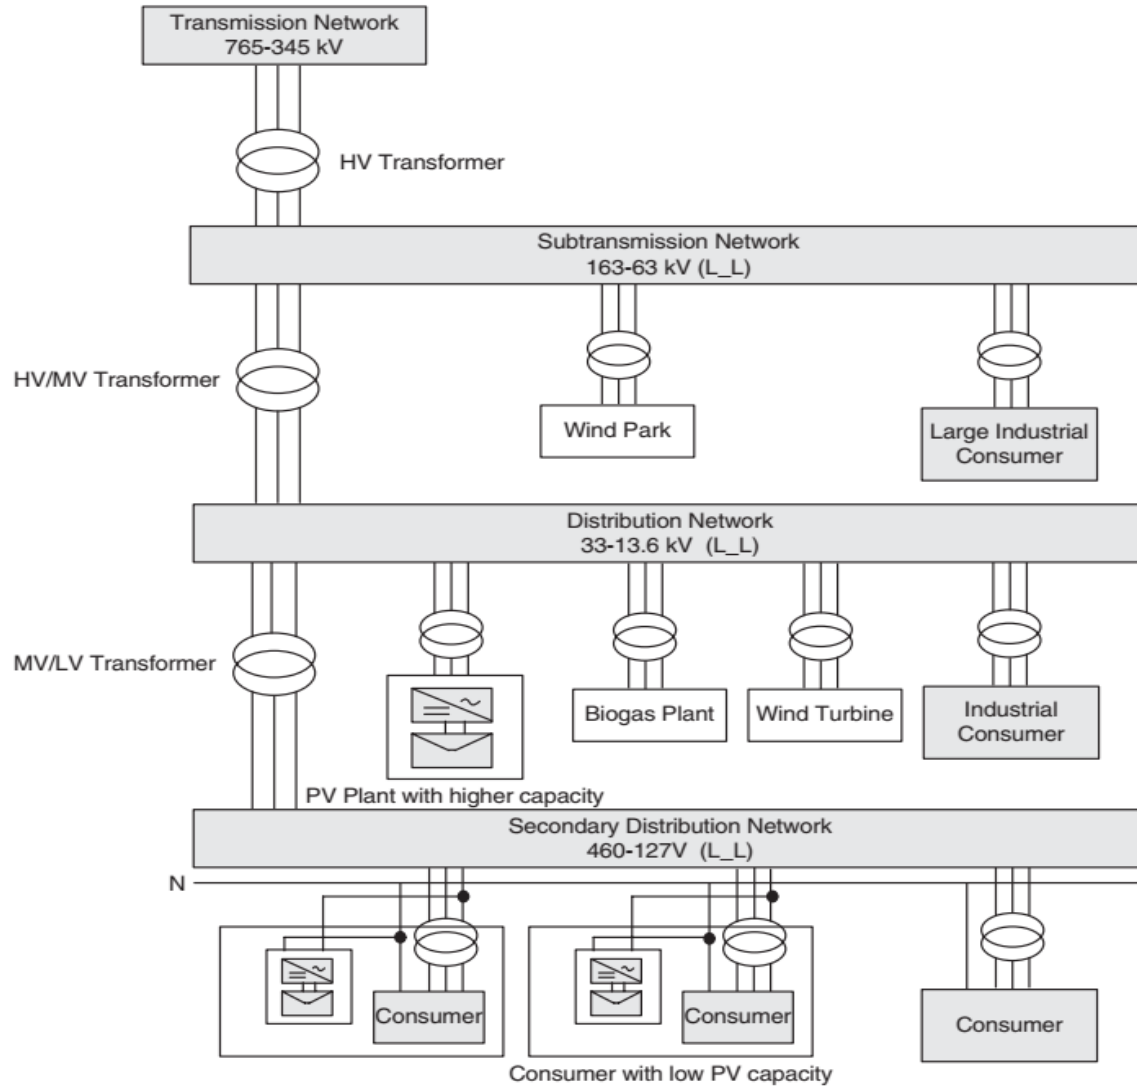 Transmission Network
765-345 kV
HV Transformer
Subtransmission Network
163-63 kV (L_L)
HV/MV Transformer
Wind Park
Large Industrial
Consumer
Distribution Network
33-13.6 kV (L_L)
MV/LV Transformer
Biogas Plant
Wind Turbine
Industrial
Consumer
PV Plant with higher capacity
Secondary Distribution Network
460-127V (L_L)
N
Consumer
Consumer
Consumer
Consumer with low PV capacity